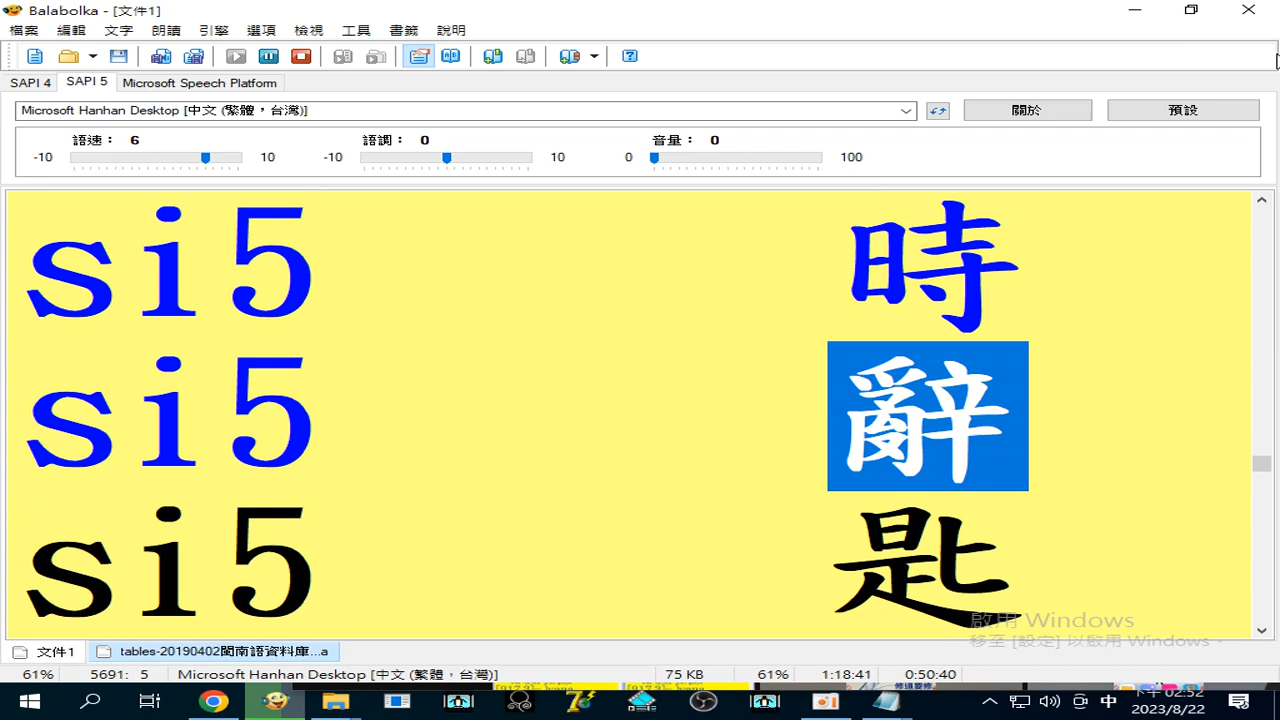 Balabolka - [文件1]
檔案 編輯 文字 朗讀 引擎 選項 檢視 工具 書籤 說明
SAPI 4 SAPI 5 Microsoft Speech Platform
Microsoft Hanhan Desktop [中文 (繁體，台灣)] 關於 預設
語速： 6 語調： 0 音量： 0
-10 10 -10 10 0 100
si5 時
si5 辭
si5 匙
啟用 Windows
移至 [設定] 以啟用 Windows。
文件1 tables-20190402閩南語資料庫...a
61% 5691: 5 Microsoft Hanhan Desktop [中文 (繁體，台灣)] 75 KB 61% 1:18:41 0:50:40
中 下午 02:52
2023/8/22